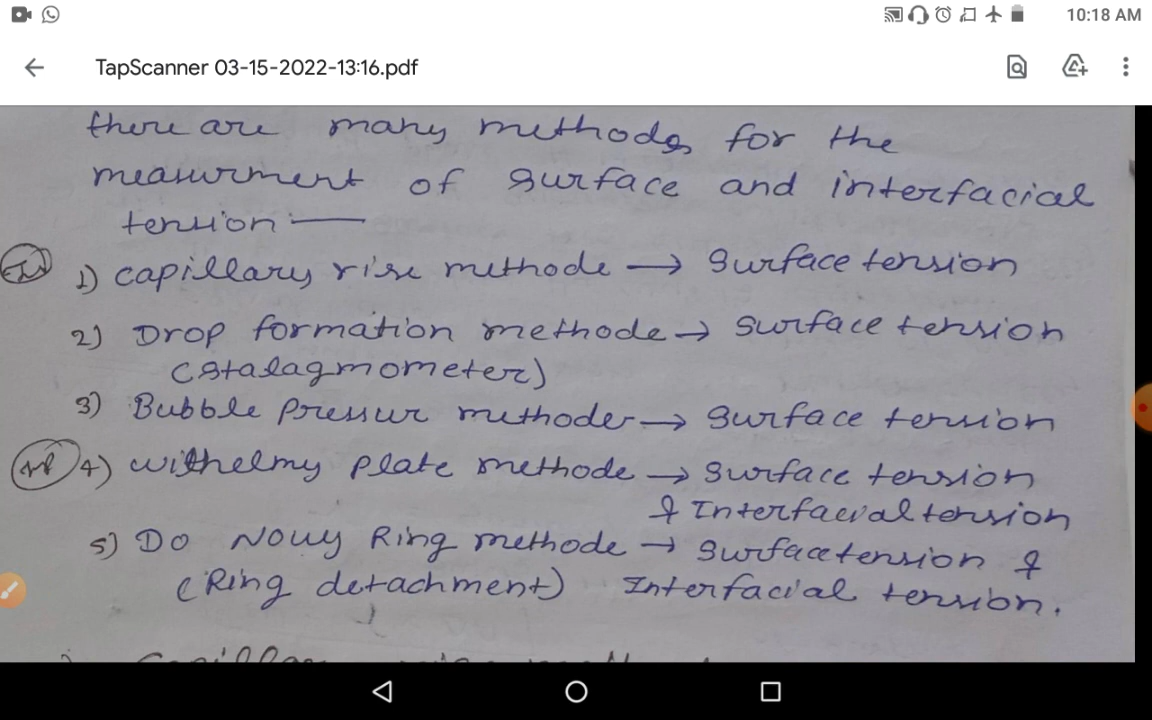 10:18 AM
TapScanner 03-15-2022-13:16.pdf
there are many methods for the
measurment of surface and interfacial
tension
1) capillary rise methode → surface tension
2) Drop formation methode → surface tension
(stalagmometer)
3) Bubble pressur methode → surface tension
4) withelmy plate methode → surface tension
& Interfacial tension
5) Do Nouy Ring methode → surface tension &
(Ring detachment) Interfacial tension.